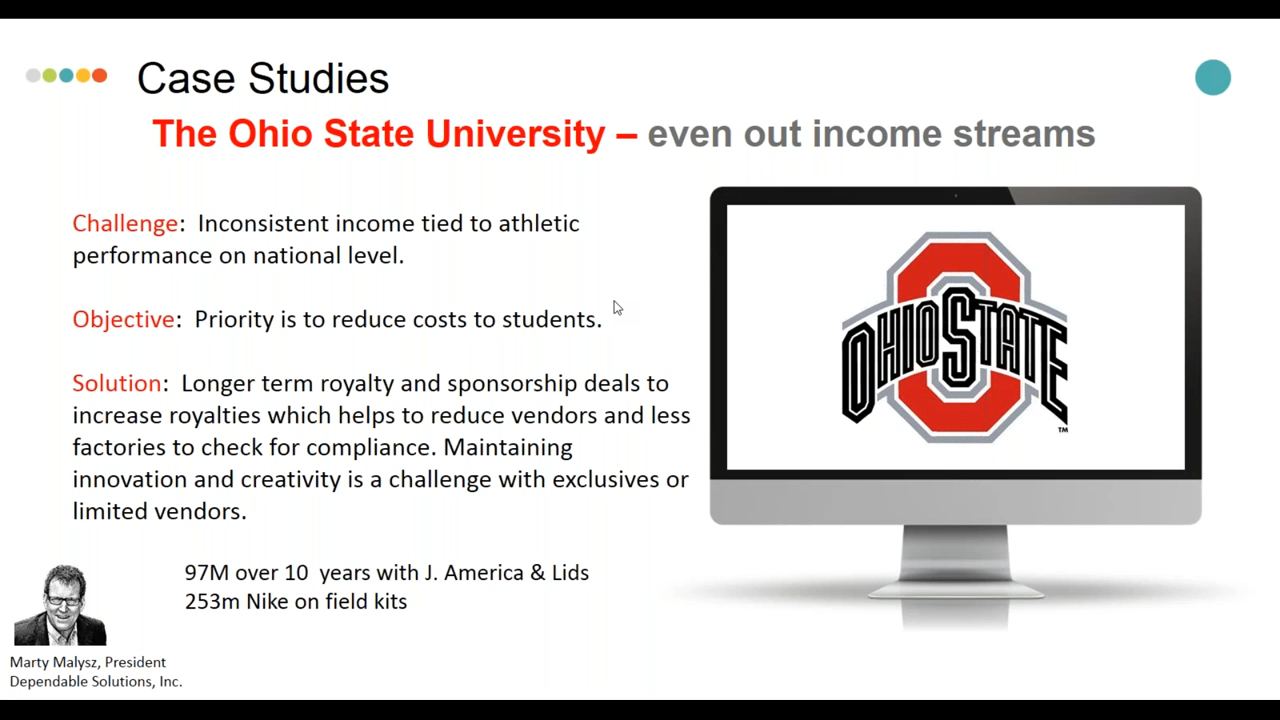 Case Studies
The Ohio State University – even out income streams
Challenge: Inconsistent income tied to athletic
performance on national level.
Objective: Priority is to reduce costs to students.
Solution: Longer term royalty and sponsorship deals to
increase royalties which helps to reduce vendors and less
factories to check for compliance. Maintaining
innovation and creativity is a challenge with exclusives or
limited vendors.
97M over 10 years with J. America & Lids
253m Nike on field kits
OHIO STATE
TM
Marty Malysz, President
Dependable Solutions, Inc.